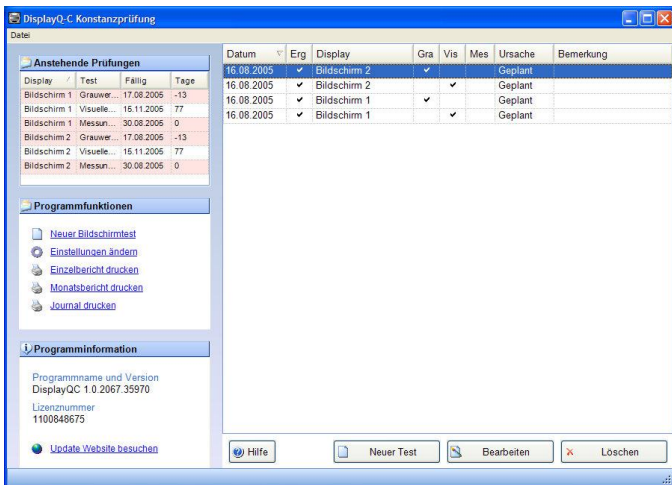 DisplayQ-C Konstanzprüfung
Datei
Anstehende Prüfungen
Display Test Fällig Tage
Bildschirm 1 Grauwer... 17.08.2005 -13
Bildschirm 1 Visuelle... 15.11.2005 77
Bildschirm 1 Messun... 30.08.2005 0
Bildschirm 2 Grauwer... 17.08.2005 -13
Bildschirm 2 Visuelle... 15.11.2005 77
Bildschirm 2 Messun... 30.08.2005 0
Programmfunktionen
Neuer Bildschirmtest
Einstellungen ändern
Einzelbericht drucken
Monatsbericht drucken
Journal drucken
Programminformation
Programmname und Version
DisplayQC 1.0.2067.35970
Lizenznummer
1100848675
Update Website besuchen
Datum Erg Display Gra Vis Mes Ursache Bemerkung
16.08.2005 Bildschirm 2 Geplant
16.08.2005 Bildschirm 2 Geplant
16.08.2005 Bildschirm 1 Geplant
16.08.2005 Bildschirm 1 Geplant
Hilfe Neuer Test Bearbeiten Löschen